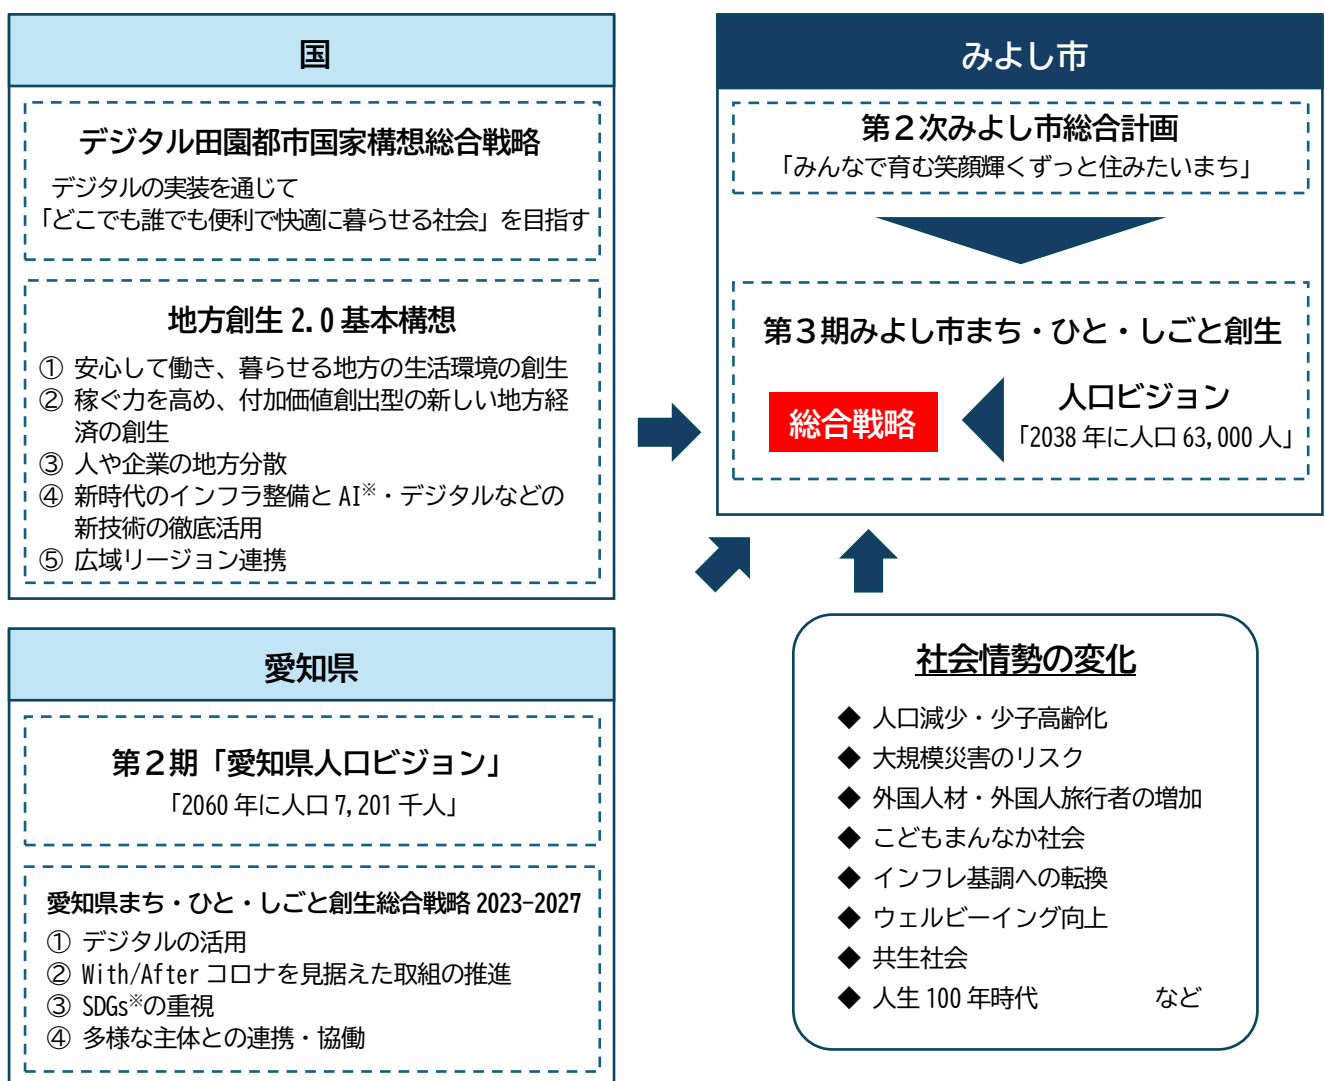 国
デジタル田園都市国家構想総合戦略
デジタルの実装を通じて
「どこでも誰でも便利で快適に暮らせる社会」を目指す
地方創生 2.0 基本構想
① 安心して働き、暮らせる地方の生活環境の創生
② 稼ぐ力を高め、付加価値創出型の新しい地方経
済の創生
③ 人や企業の地方分散
④ 新時代のインフラ整備と AI※・デジタルなどの
新技術の徹底活用
⑤ 広域リージョン連携
愛知県
第２期「愛知県人口ビジョン」
「2060 年に人口 7,201 千人」
愛知県まち・ひと・しごと創生総合戦略 2023-2027
① デジタルの活用
② With/After コロナを見据えた取組の推進
③ SDGs※の重視
④ 多様な主体との連携・協働
みよし市
第２次みよし市総合計画
「みんなで育む笑顔輝くずっと住みたいまち」
第３期みよし市まち・ひと・しごと創生
総合戦略
人口ビジョン
「2038 年に人口 63,000 人」
社会情勢の変化
◆ 人口減少・少子高齢化
◆ 大規模災害のリスク
◆ 外国人材・外国人旅行者の増加
◆ こどもまんなか社会
◆ インフレ基調への転換
◆ ウェルビーイング向上
◆ 共生社会
◆ 人生 100 年時代 など